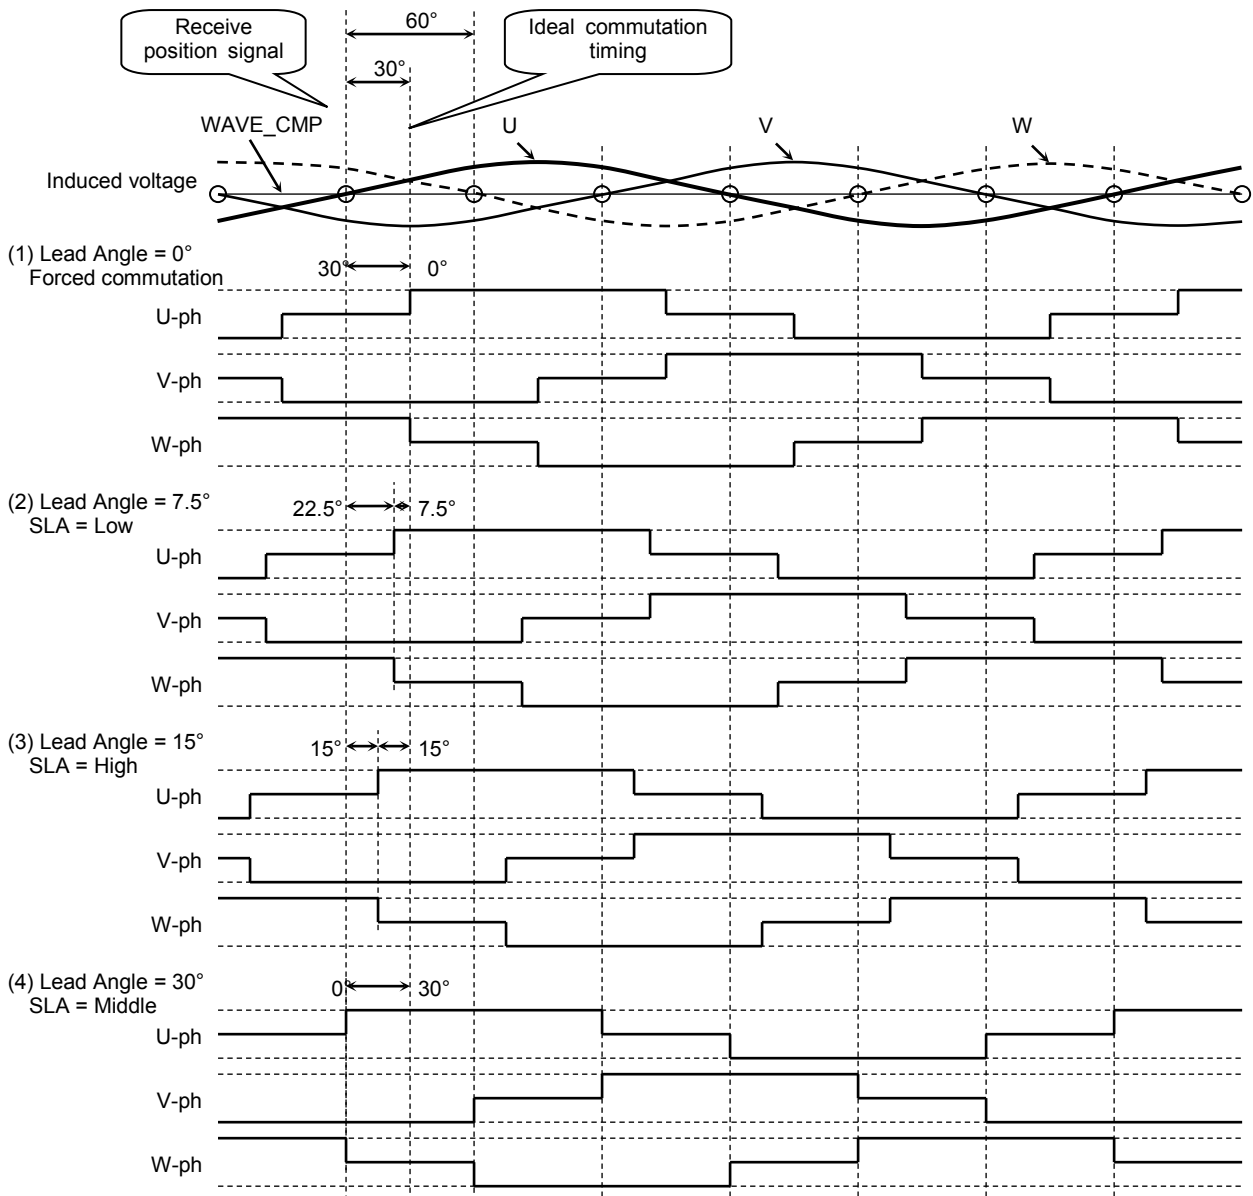 Receive
position signal
60°
Ideal commutation
timing
30°
WAVE_CMP
U
V
W
Induced voltage
(1) Lead Angle = 0°
Forced commutation
30°
0°
U-ph
V-ph
W-ph
(2) Lead Angle = 7.5°
SLA = Low
22.5°
7.5°
U-ph
V-ph
W-ph
(3) Lead Angle = 15°
SLA = High
15°
15°
U-ph
V-ph
W-ph
(4) Lead Angle = 30°
SLA = Middle
0°
30°
U-ph
V-ph
W-ph